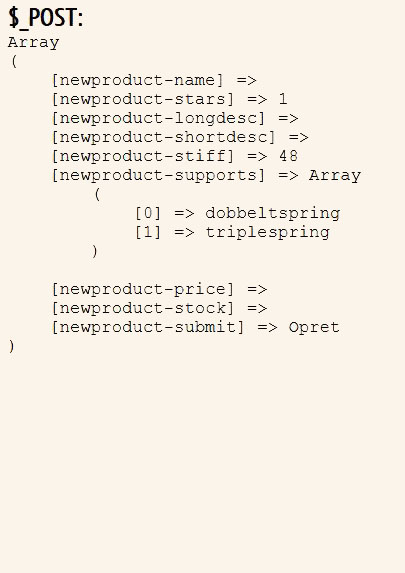 $_POST:
Array
(
    [newproduct-name] =>
    [newproduct-stars] => 1
    [newproduct-longdesc] =>
    [newproduct-shortdesc] =>
    [newproduct-stiff] => 48
    [newproduct-supports] => Array
        (
            [0] => dobbeltspring
            [1] => triplespring
        )

    [newproduct-price] =>
    [newproduct-stock] =>
    [newproduct-submit] => Opret
)